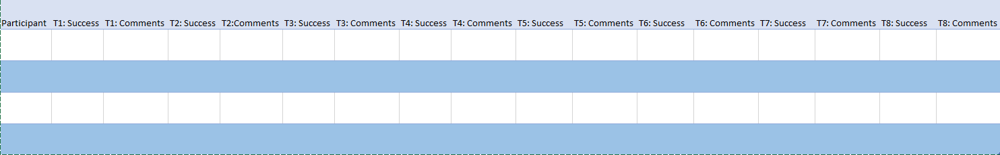 Participant T1: Success T1: Comments T2: Success T2:Comments T3: Success T3: Comments T4: Success T4: Comments T5: Success T5: Comments T6: Success T6: Comments T7: Success T7: Comments T8: Success T8: Comments